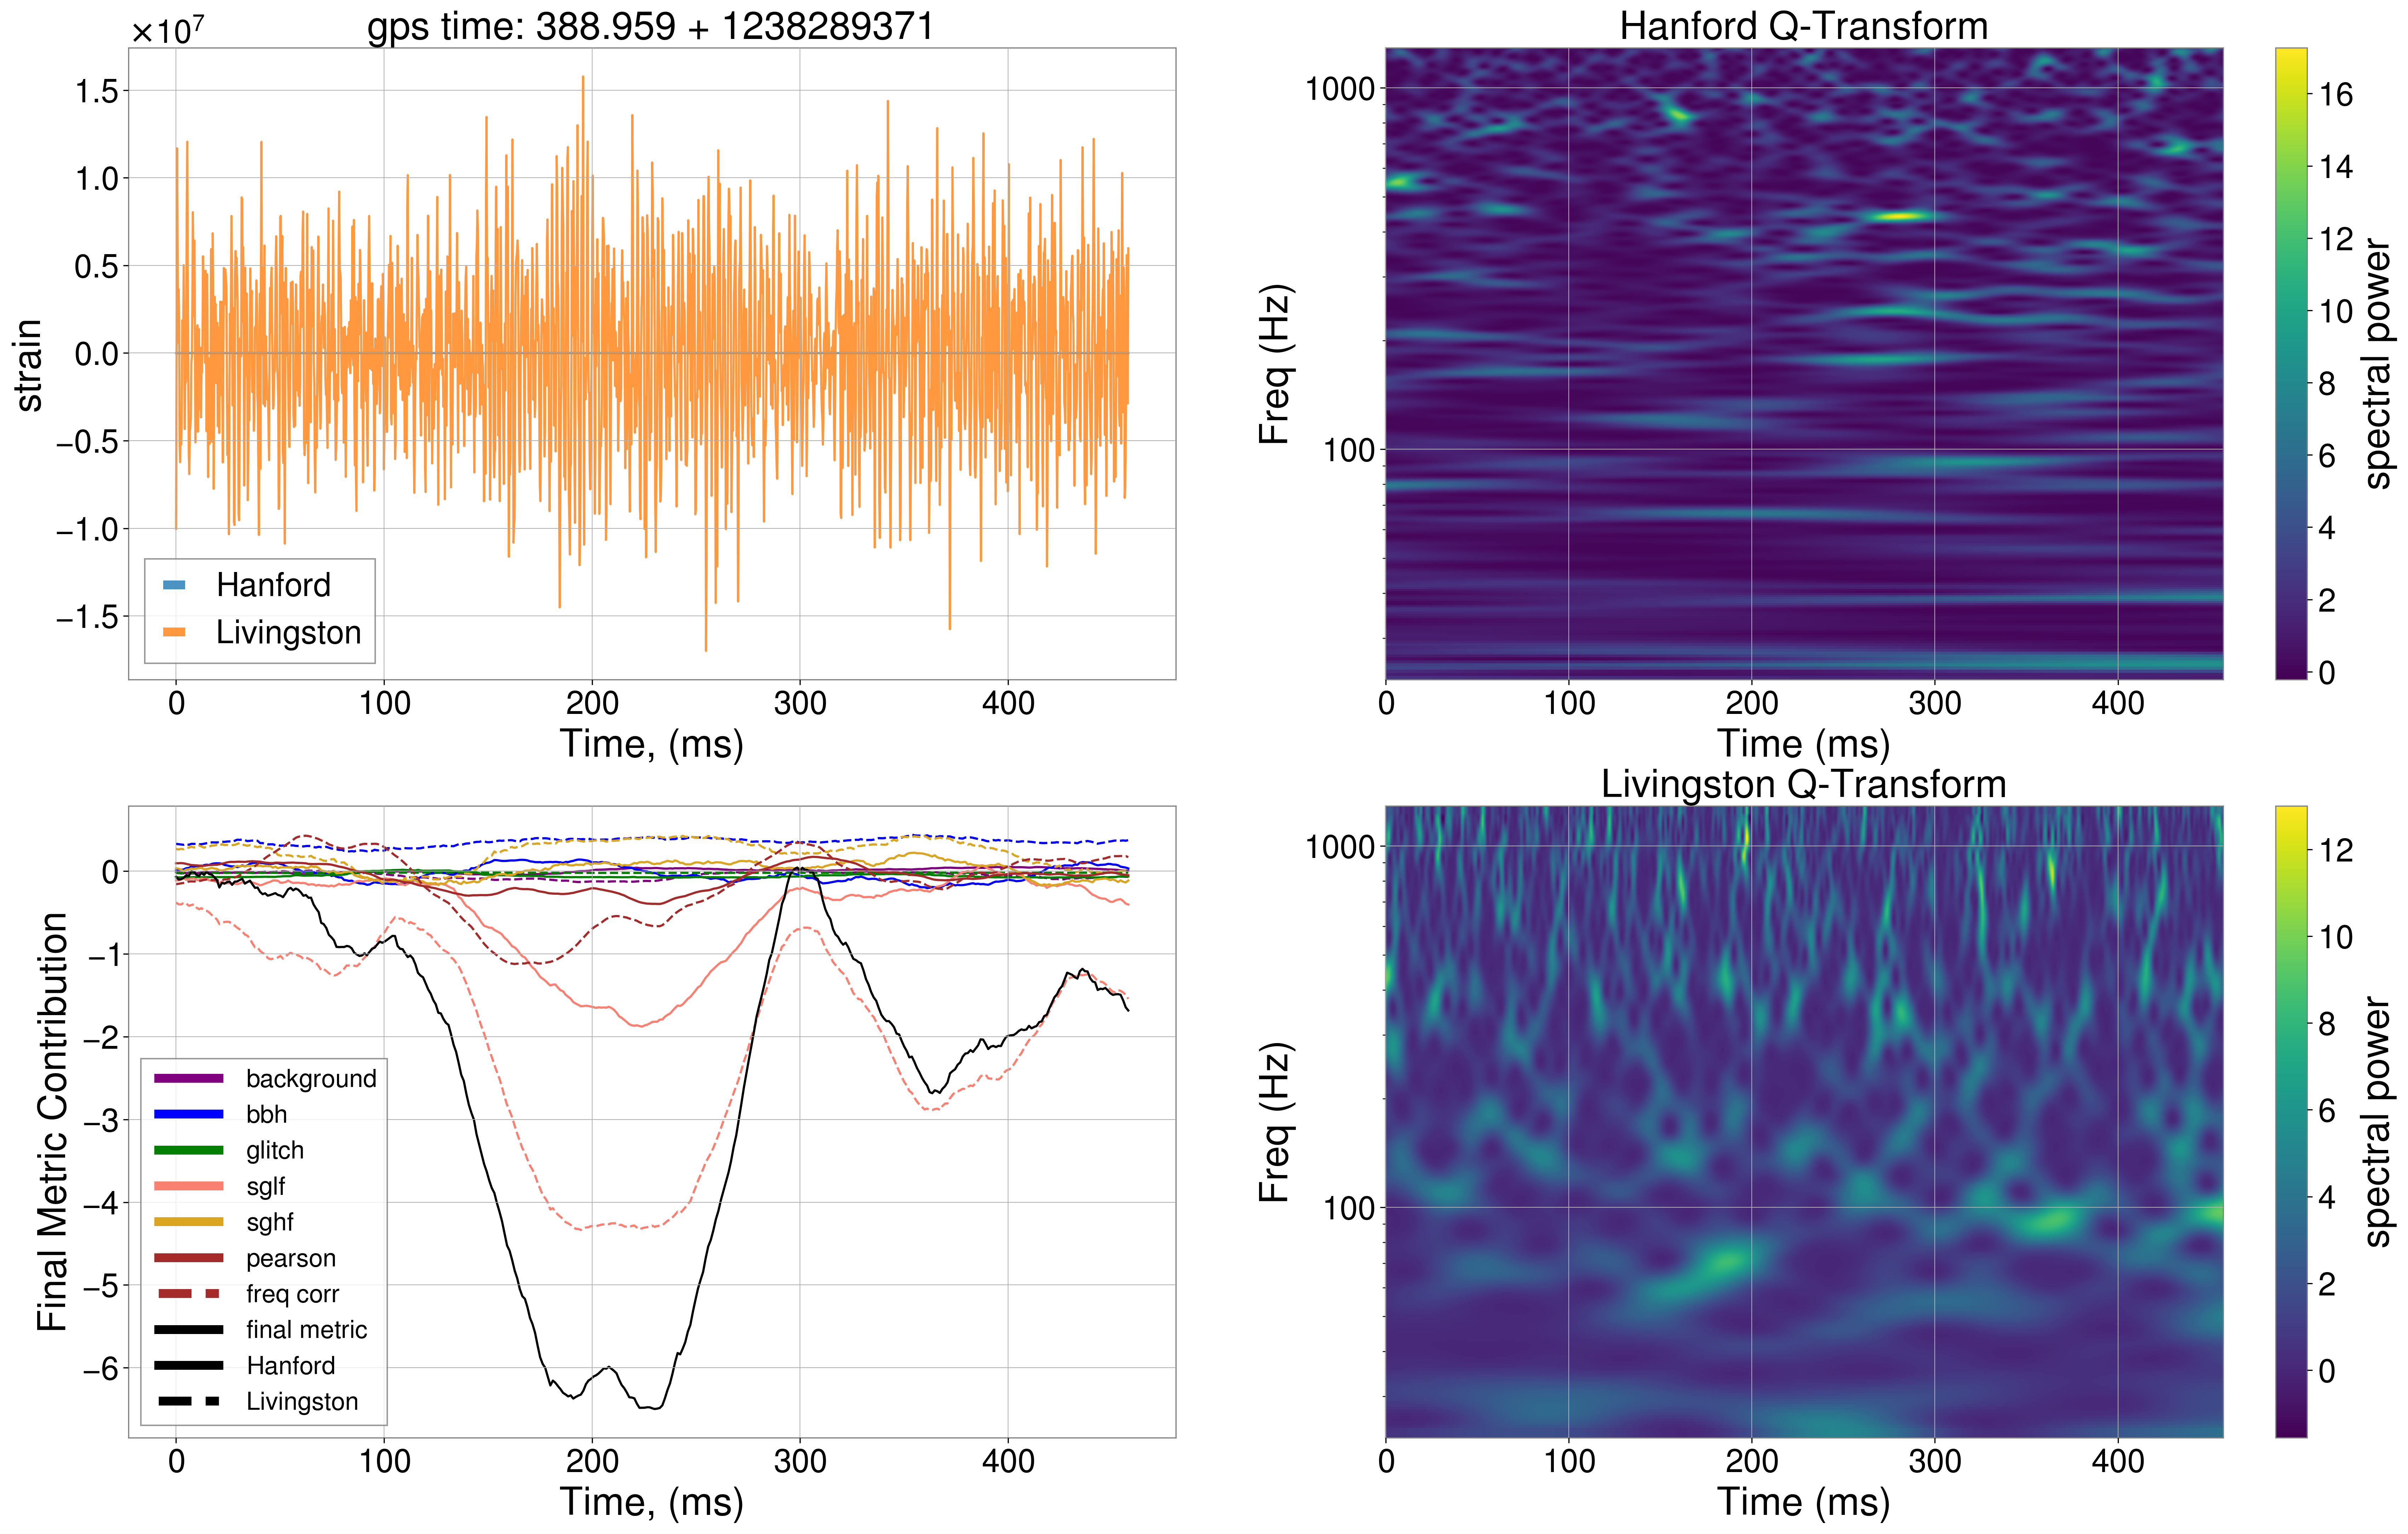 gps time: 388.959 + 1238289371
×10⁷
1.5
1.0
0.5
0.0
−0.5
−1.0
−1.5
strain
Hanford
Livingston
0 100 200 300 400
Time, (ms)
Hanford Q-Transform
1000
100
Freq (Hz)
0 100 200 300 400
Time (ms)
16
14
12
10
8
6
4
2
0
spectral power
0
−1
−2
−3
−4
−5
−6
Final Metric Contribution
background
bbh
glitch
sglf
sghf
pearson
freq corr
final metric
Hanford
Livingston
0 100 200 300 400
Time, (ms)
Livingston Q-Transform
1000
100
Freq (Hz)
0 100 200 300 400
Time (ms)
12
10
8
6
4
2
0
spectral power